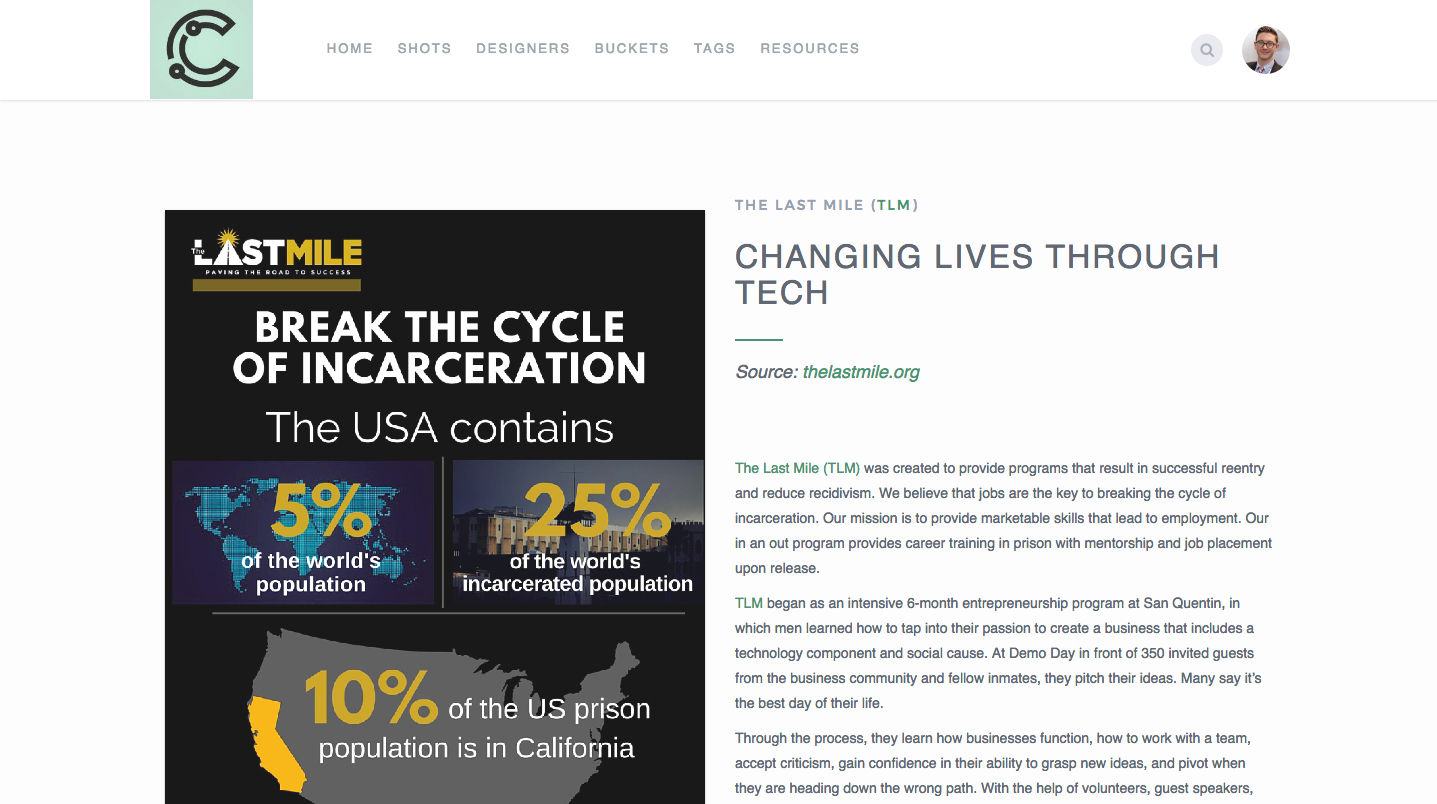 HOME SHOTS DESIGNERS BUCKETS TAGS RESOURCES
The LASTMILE
PAVING THE ROAD TO SUCCESS
BREAK THE CYCLE
OF INCARCERATION
The USA contains
5%
of the world's
population
25%
of the world's
incarcerated population
10% of the US prison
population is in California
THE LAST MILE (TLM)
CHANGING LIVES THROUGH
TECH
Source: thelastmile.org
The Last Mile (TLM) was created to provide programs that result in successful reentry
and reduce recidivism. We believe that jobs are the key to breaking the cycle of
incarceration. Our mission is to provide marketable skills that lead to employment. Our
in an out program provides career training in prison with mentorship and job placement
upon release.
TLM began as an intensive 6-month entrepreneurship program at San Quentin, in
which men learned how to tap into their passion to create a business that includes a
technology component and social cause. At Demo Day in front of 350 invited guests
from the business community and fellow inmates, they pitch their ideas. Many say it’s
the best day of their life.
Through the process, they learn how businesses function, how to work with a team,
accept criticism, gain confidence in their ability to grasp new ideas, and pivot when
they are heading down the wrong path. With the help of volunteers, guest speakers,